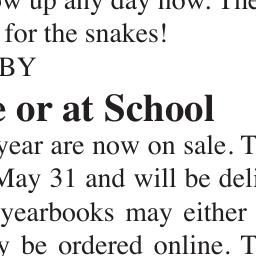 ow up any day now. The
for the snakes!
BY
e or at School
year are now on sale. T
May 31 and will be deli
yearbooks may either
y be ordered online. T